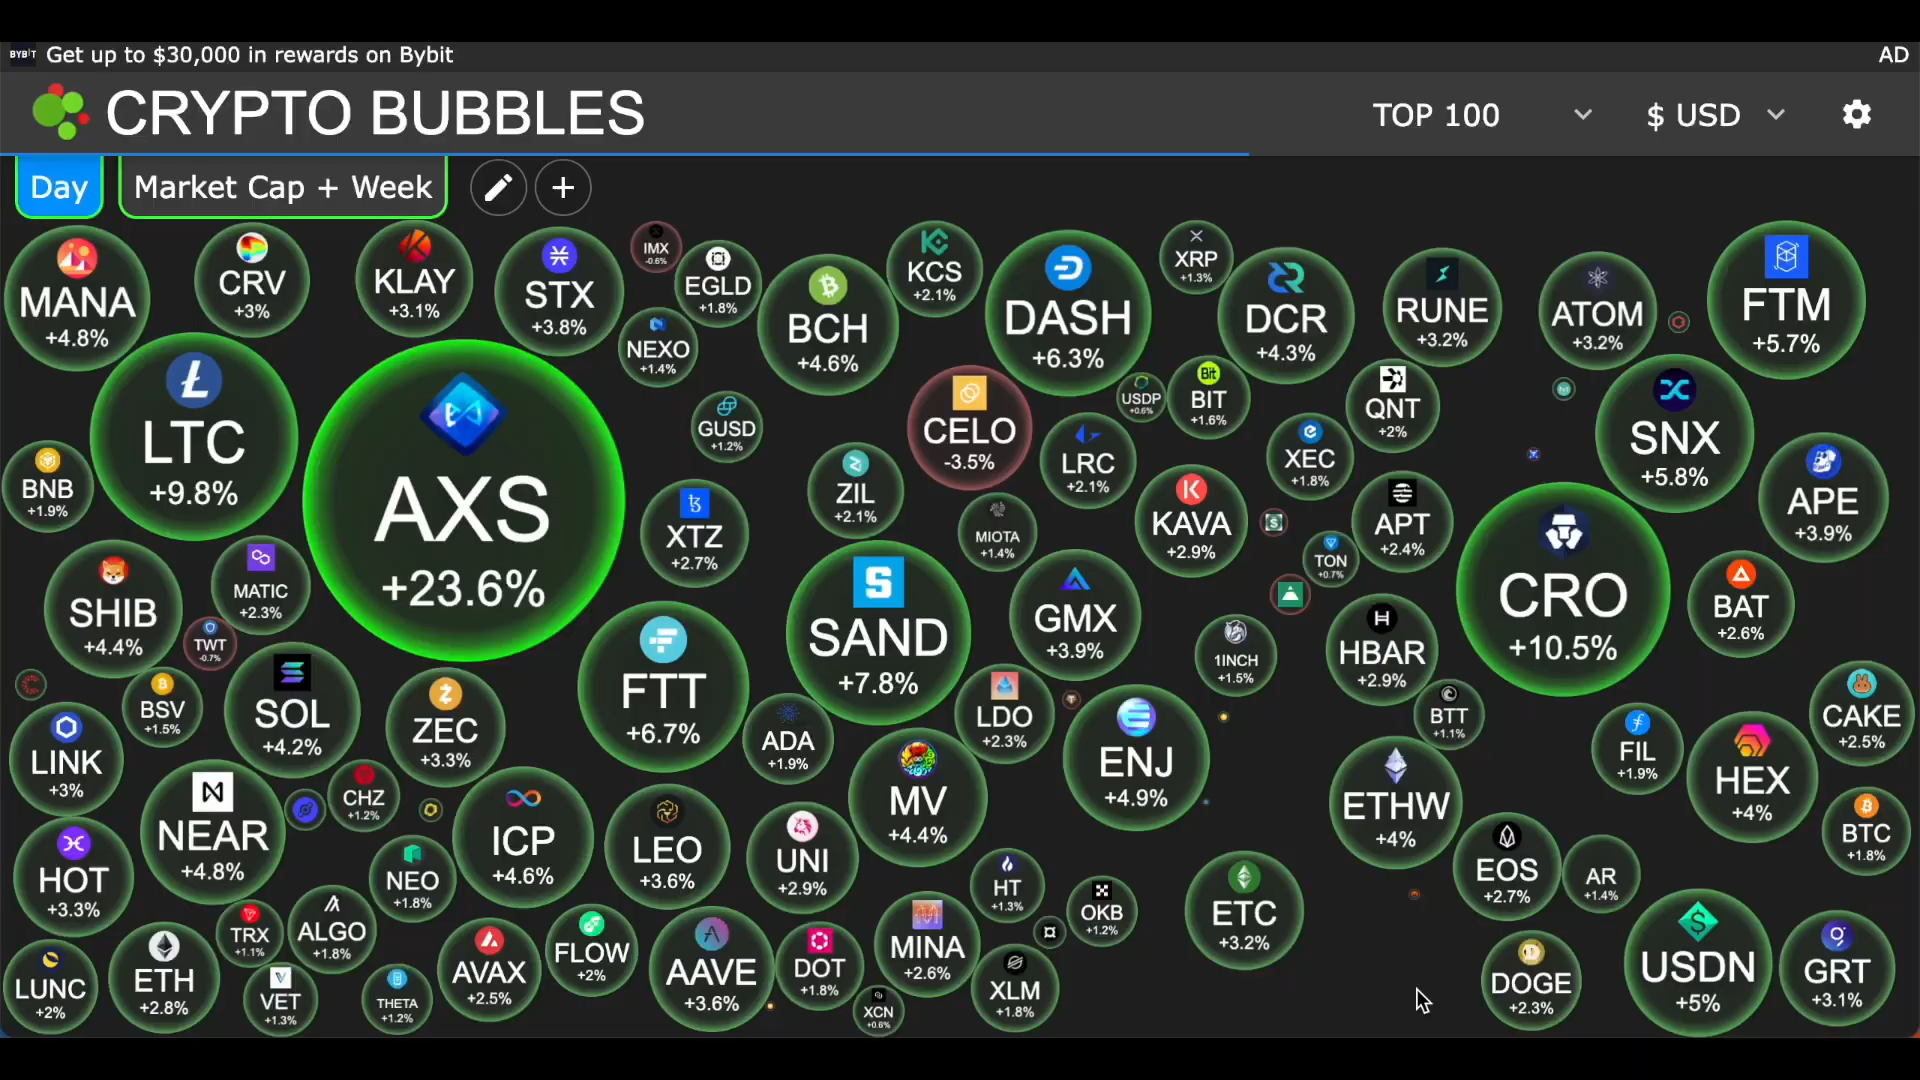 BYBIT Get up to $30,000 in rewards on Bybit AD
CRYPTO BUBBLES TOP 100 $ USD
Day Market Cap + Week
MANA
+4.8%
CRV
+3%
KLAY
+3.1%
STX
+3.8%
IMX
-0.6%
EGLD
+1.8%
NEXO
+1.4%
BCH
+4.6%
KCS
+2.1%
DASH
+6.3%
XRP
+1.3%
DCR
+4.3%
RUNE
+3.2%
ATOM
+3.2%
FTM
+5.7%
LTC
+9.8%
AXS
+23.6%
GUSD
+1.2%
CELO
-3.5%
USDP
+0.6%
Bit
BIT
+1.6%
QNT
+2%
SNX
+5.8%
BNB
+1.9%
XTZ
+2.7%
ZIL
+2.1%
LRC
+2.1%
MIOTA
+1.4%
KAVA
+2.9%
XEC
+1.8%
APT
+2.4%
TON
+0.7%
APE
+3.9%
SHIB
+4.4%
MATIC
+2.3%
TWT
-0.7%
SAND
+7.8%
GMX
+3.9%
1INCH
+1.5%
HBAR
+2.9%
CRO
+10.5%
BAT
+2.6%
BSV
+1.5%
SOL
+4.2%
ZEC
+3.3%
FTT
+6.7%
ADA
+1.9%
LDO
+2.3%
ENJ
+4.9%
BTT
+1.1%
FIL
+1.9%
CAKE
+2.5%
LINK
+3%
NEAR
+4.8%
CHZ
+1.2%
ICP
+4.6%
LEO
+3.6%
UNI
+2.9%
MV
+4.4%
ETHW
+4%
HEX
+4%
BTC
+1.8%
HOT
+3.3%
NEO
+1.8%
HT
+1.3%
OKB
+1.2%
ETC
+3.2%
EOS
+2.7%
AR
+1.4%
LUNC
+2%
ETH
+2.8%
TRX
+1.1%
ALGO
+1.8%
VET
+1.3%
THETA
+1.2%
AVAX
+2.5%
FLOW
+2%
AAVE
+3.6%
DOT
+1.8%
XCN
+0.6%
MINA
+2.6%
XLM
+1.8%
DOGE
+2.3%
USDN
+5%
GRT
+3.1%